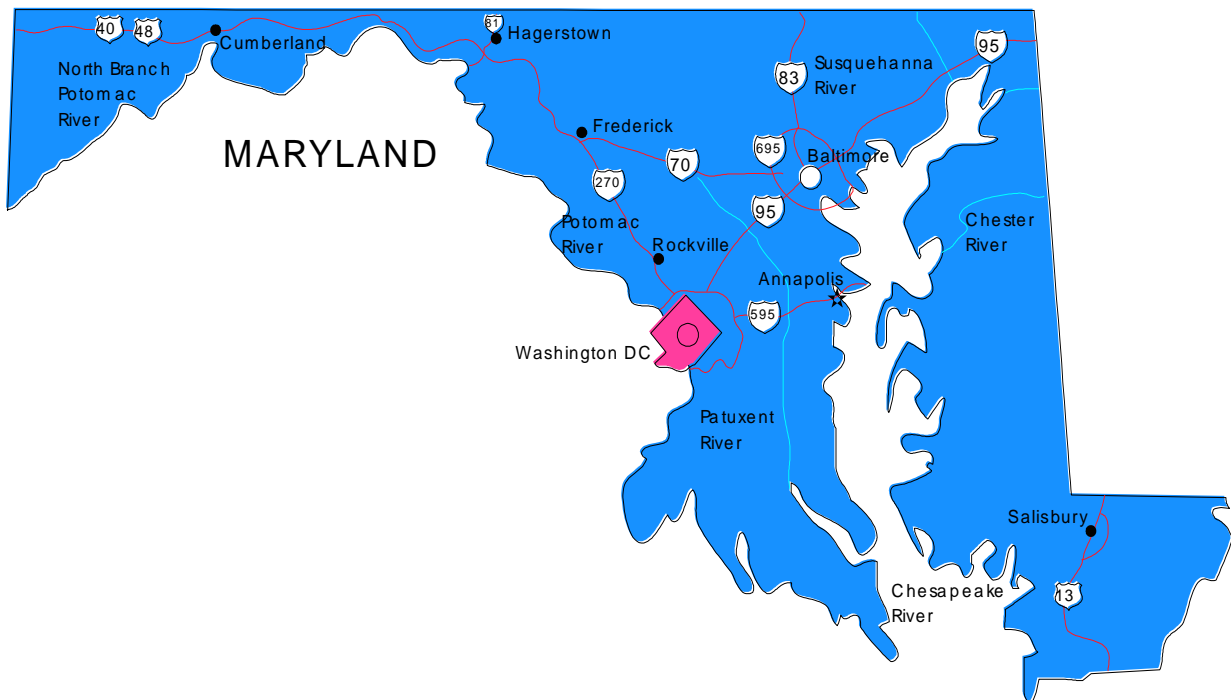 40
48
Cumberland
81
Hagerstown
North Branch
Potomac
River
MARYLAND
Frederick
83
Susquehanna
River
95
695
Baltimore
70
270
95
Potomac
River
Rockville
Chester
River
Annapolis
595
Washington DC
Patuxent
River
Salisbury
Chesapeake
River
13